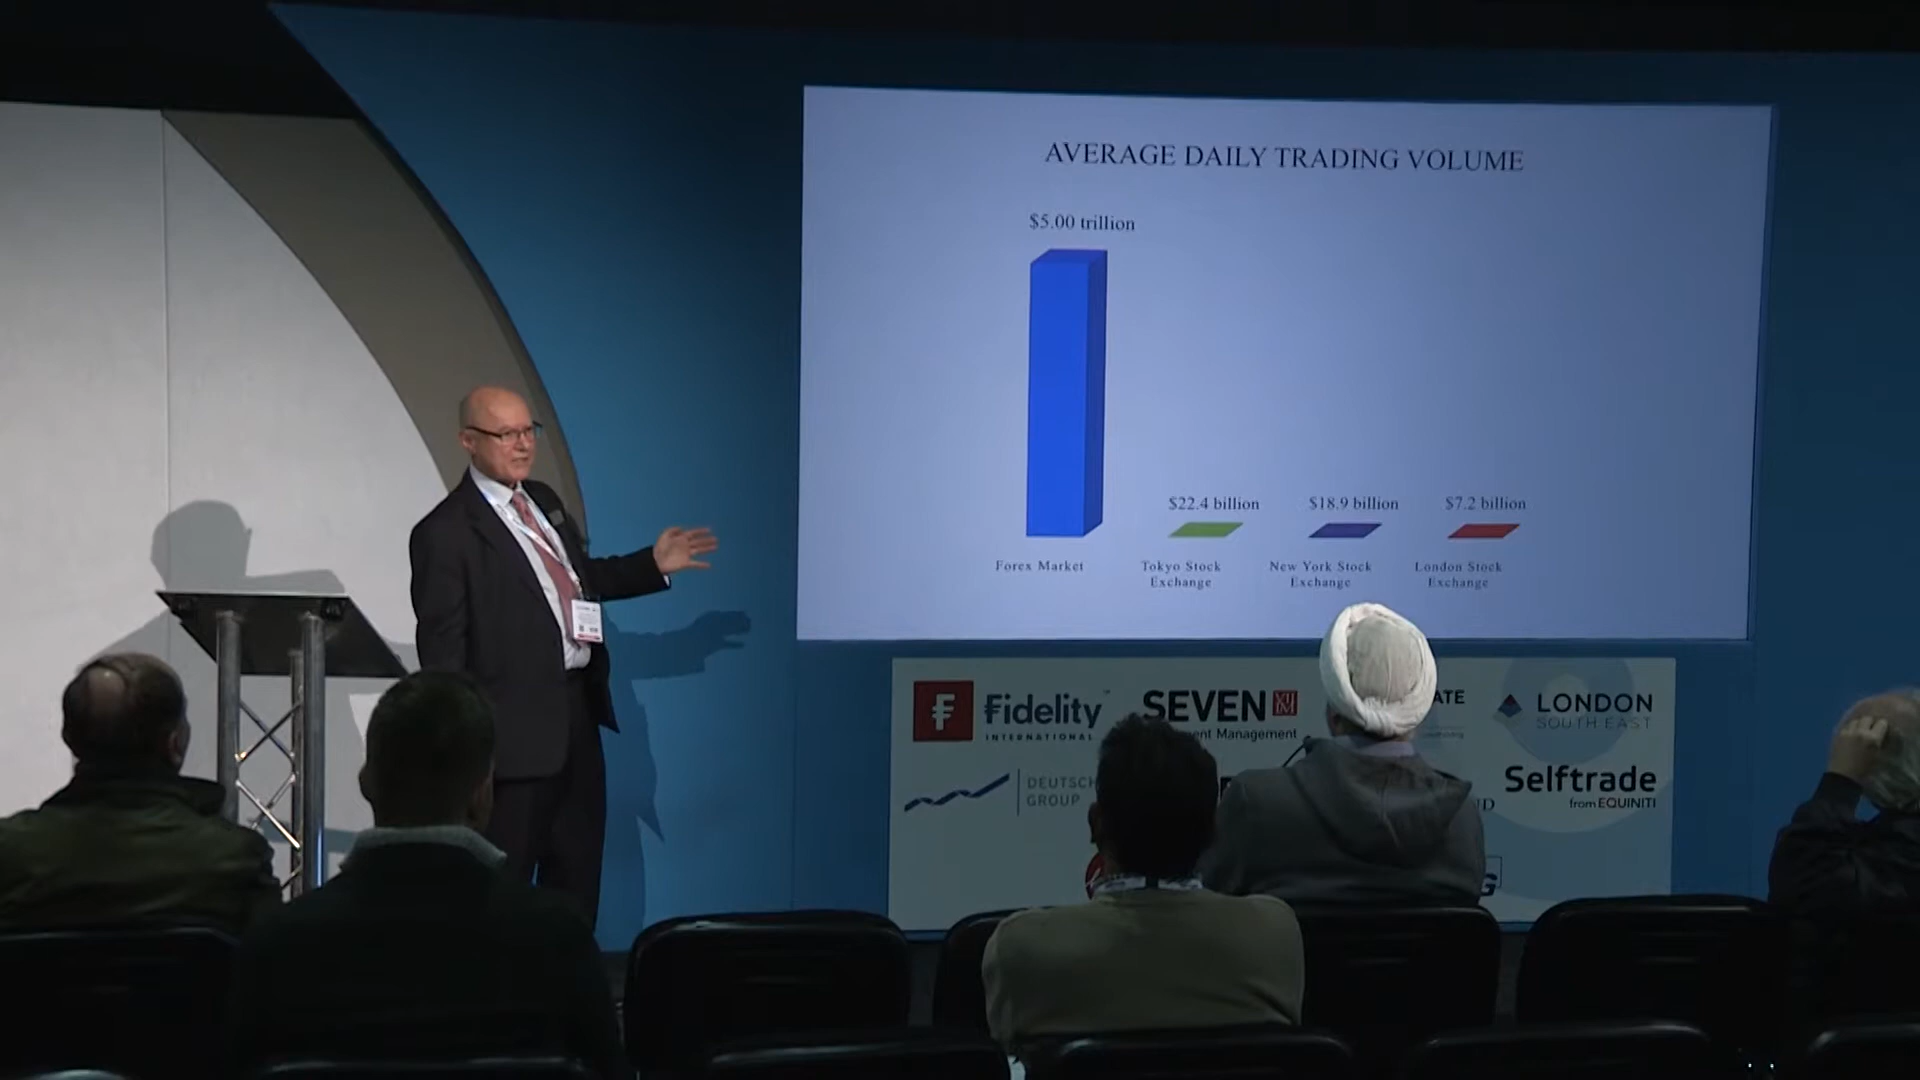 AVERAGE DAILY TRADING VOLUME
$5.00 trillion
$22.4 billion
$18.9 billion
$7.2 billion
Forex Market
Tokyo Stock
Exchange
New York Stock
Exchange
London Stock
Exchange
Fidelity
INTERNATIONAL
SEVEN
Management
LONDON
SOUTH EAST
DEUTSCH
GROUP
Selftrade
from EQUINITI